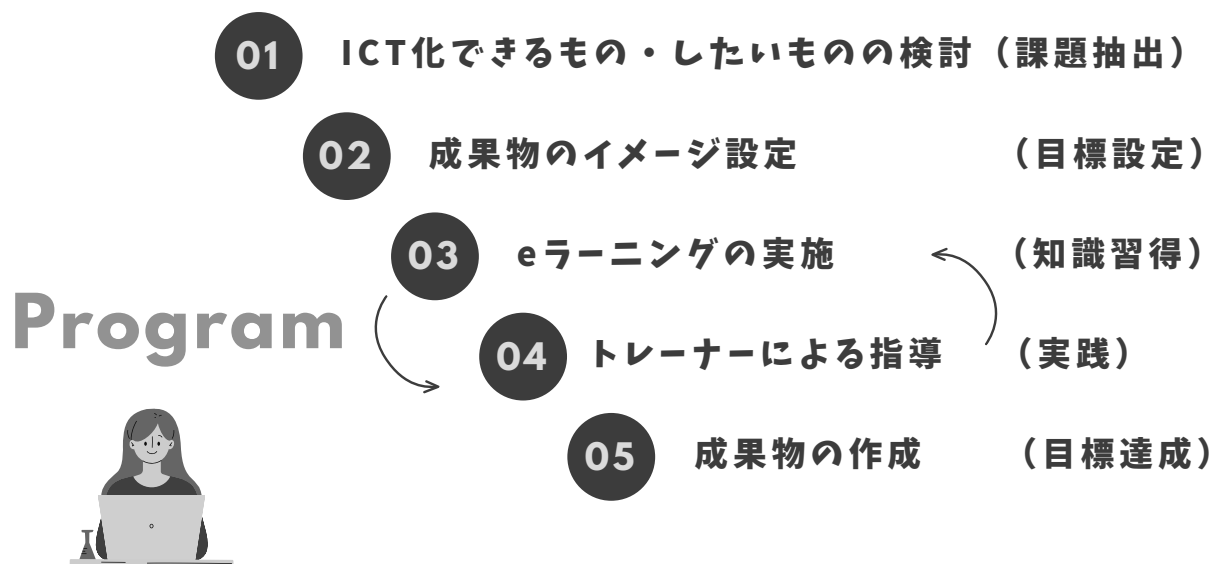 01 ICT化できるもの・したいものの検討（課題抽出）
02 成果物のイメージ設定 （目標設定）
03 eラーニングの実施 （知識習得）
Program
04 トレーナーによる指導 （実践）
05 成果物の作成 （目標達成）